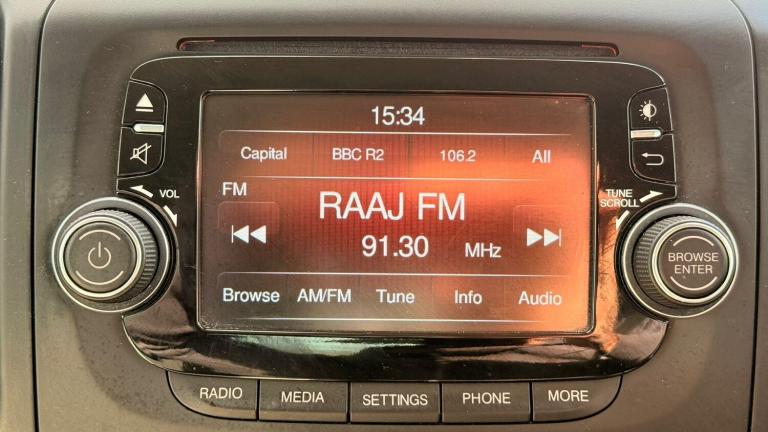 15:34
Capital BBC R2 106.2 All
VOL
TUNE
SCROLL
FM
RAAJ FM
91.30 MHz
BROWSE
ENTER
Browse AM/FM Tune Info Audio
RADIO MEDIA SETTINGS PHONE MORE